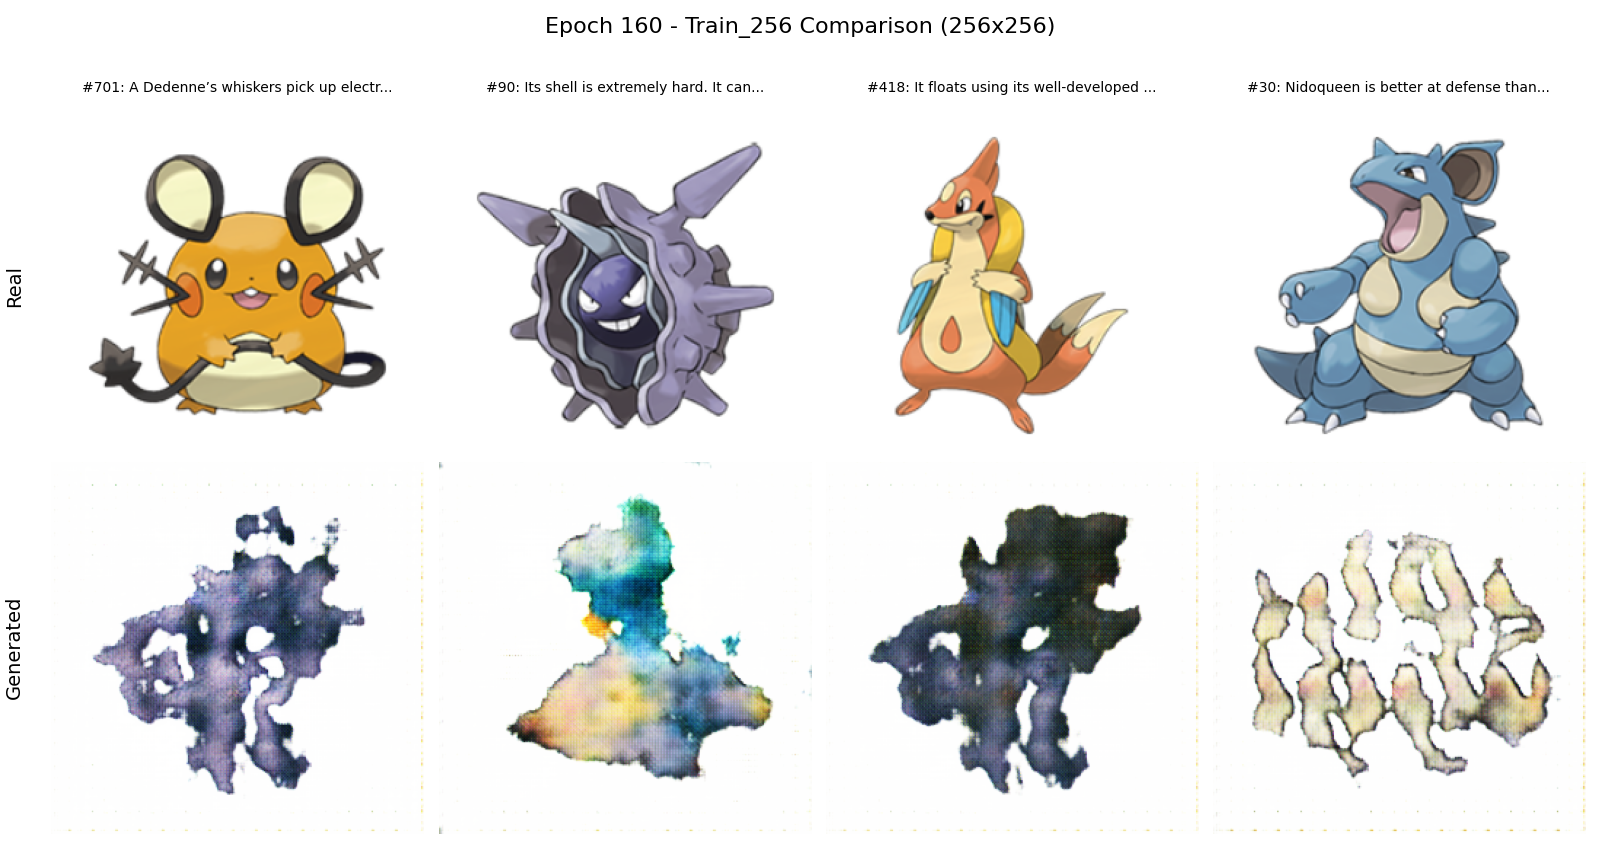 Epoch 160 - Train_256 Comparison (256x256)
#701: A Dedenne’s whiskers pick up electr...
#90: Its shell is extremely hard. It can...
#418: It floats using its well-developed ...
#30: Nidoqueen is better at defense than...
Real
Generated